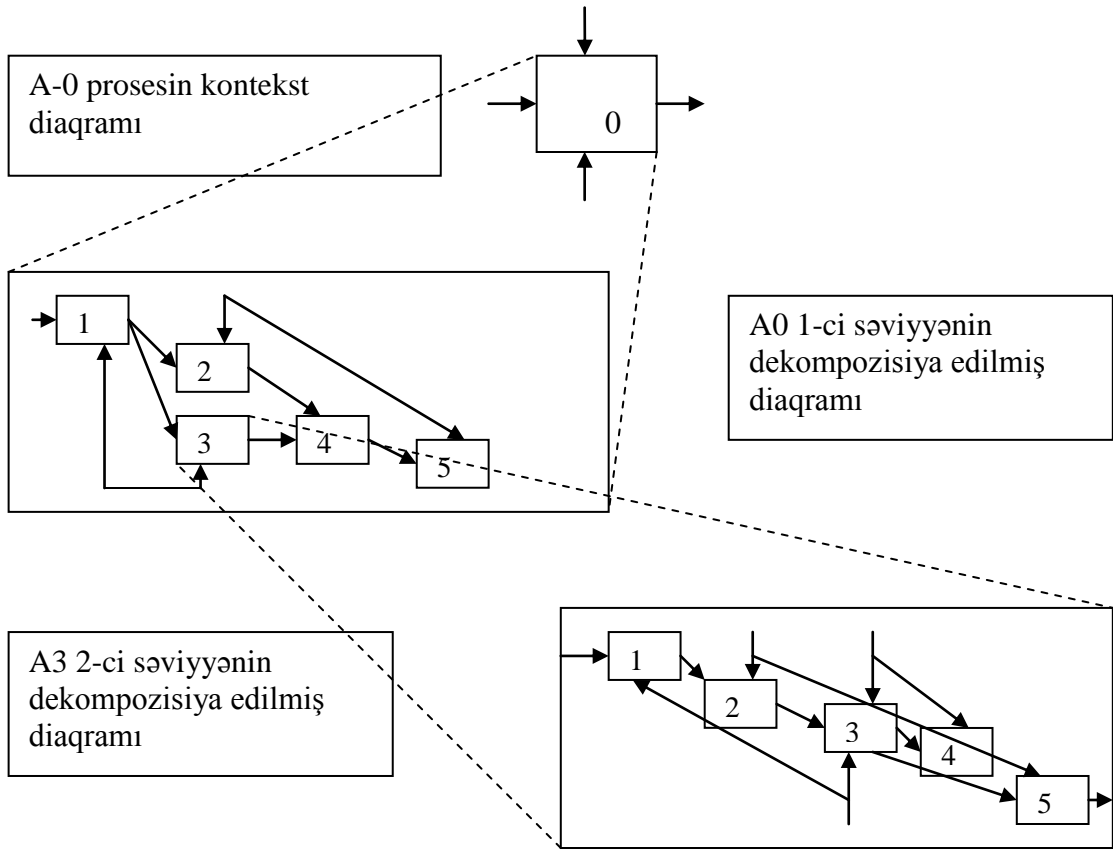 A-0 prosesin kontekst
diaqramı
0
1
2
3
4
5
A0 1-ci səviyyənin
dekompozisiya edilmiş
diaqramı
A3 2-ci səviyyənin
dekompozisiya edilmiş
diaqramı
1
2
3
4
5